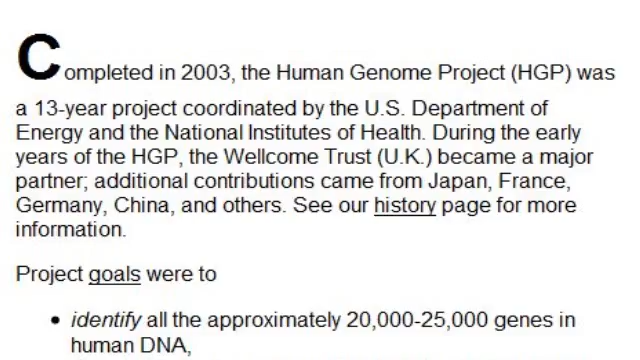 Completed in 2003, the Human Genome Project (HGP) was
a 13-year project coordinated by the U.S. Department of
Energy and the National Institutes of Health. During the early
years of the HGP, the Wellcome Trust (U.K.) became a major
partner; additional contributions came from Japan, France,
Germany, China, and others. See our history page for more
information.
Project goals were to
• identify all the approximately 20,000-25,000 genes in
human DNA,